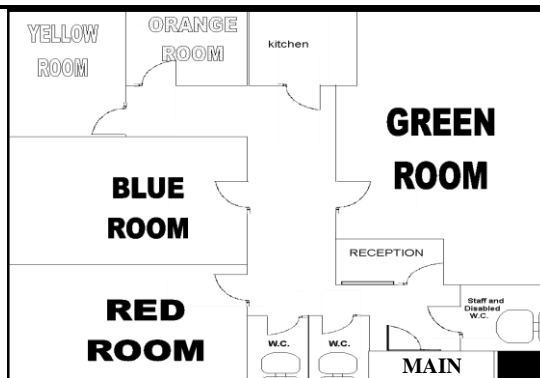 YELLOW
ROOM
ORANGE
ROOM
kitchen
GREEN
ROOM
BLUE
ROOM
RECEPTION
RED
ROOM
W.C.
W.C.
Staff and
Disabled
W.C.
MAIN